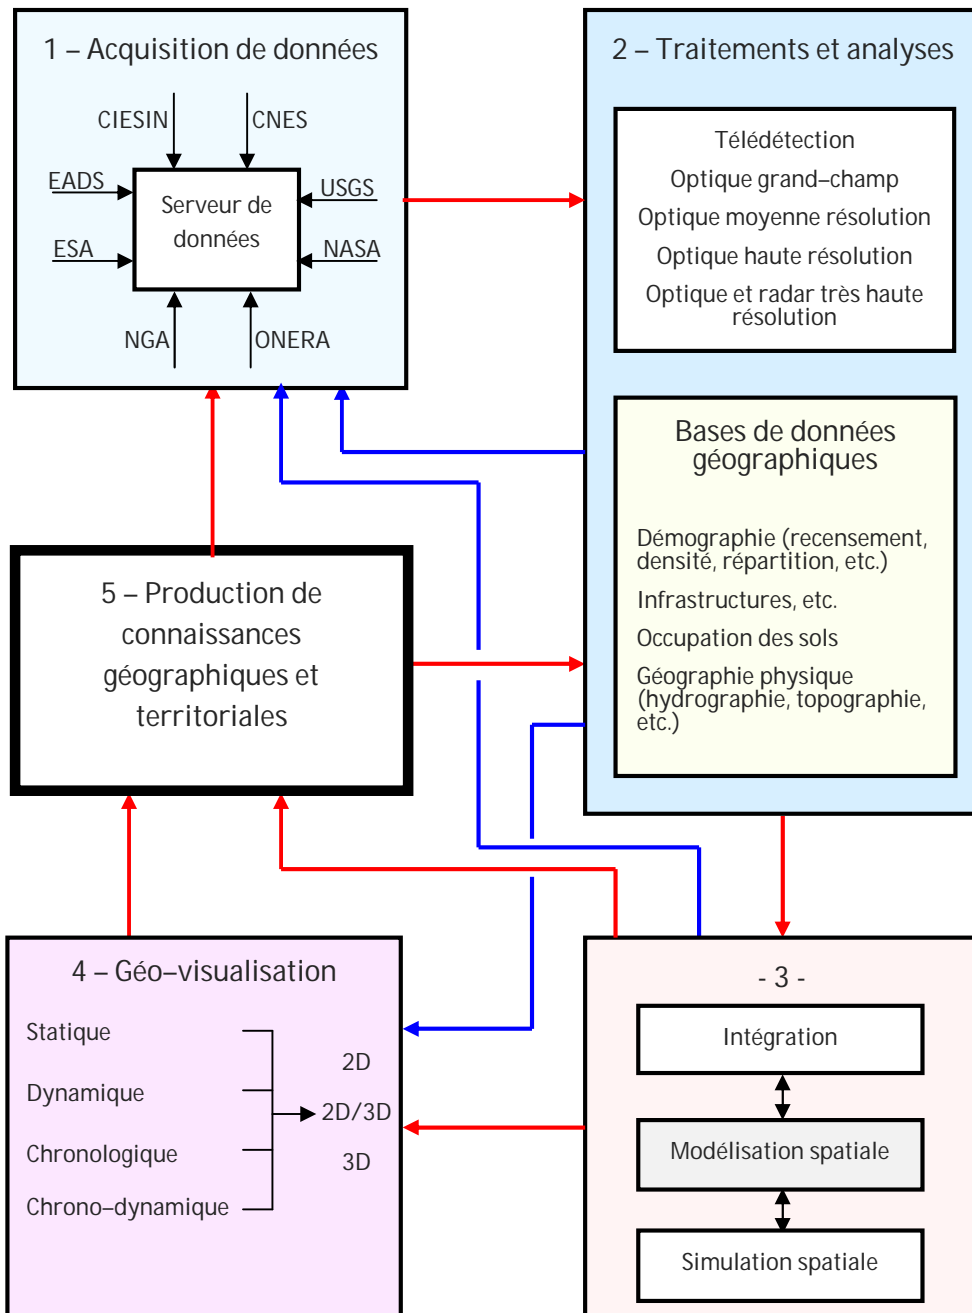 1 – Acquisition de données
CIESIN
CNES
EADS
USGS
Serveur de
données
ESA
NASA
NGA
ONERA
2 – Traitements et analyses
Télédétection
Optique grand–champ
Optique moyenne résolution
Optique haute résolution
Optique et radar très haute
résolution
Bases de données
géographiques
Démographie (recensement,
densité, répartition, etc.)
Infrastructures, etc.
Occupation des sols
Géographie physique
(hydrographie, topographie,
etc.)
5 – Production de
connaissances
géographiques et
territoriales
4 – Géo–visualisation
Statique
Dynamique
Chronologique
Chrono–dynamique
2D
2D/3D
3D
- 3 -
Intégration
Modélisation spatiale
Simulation spatiale